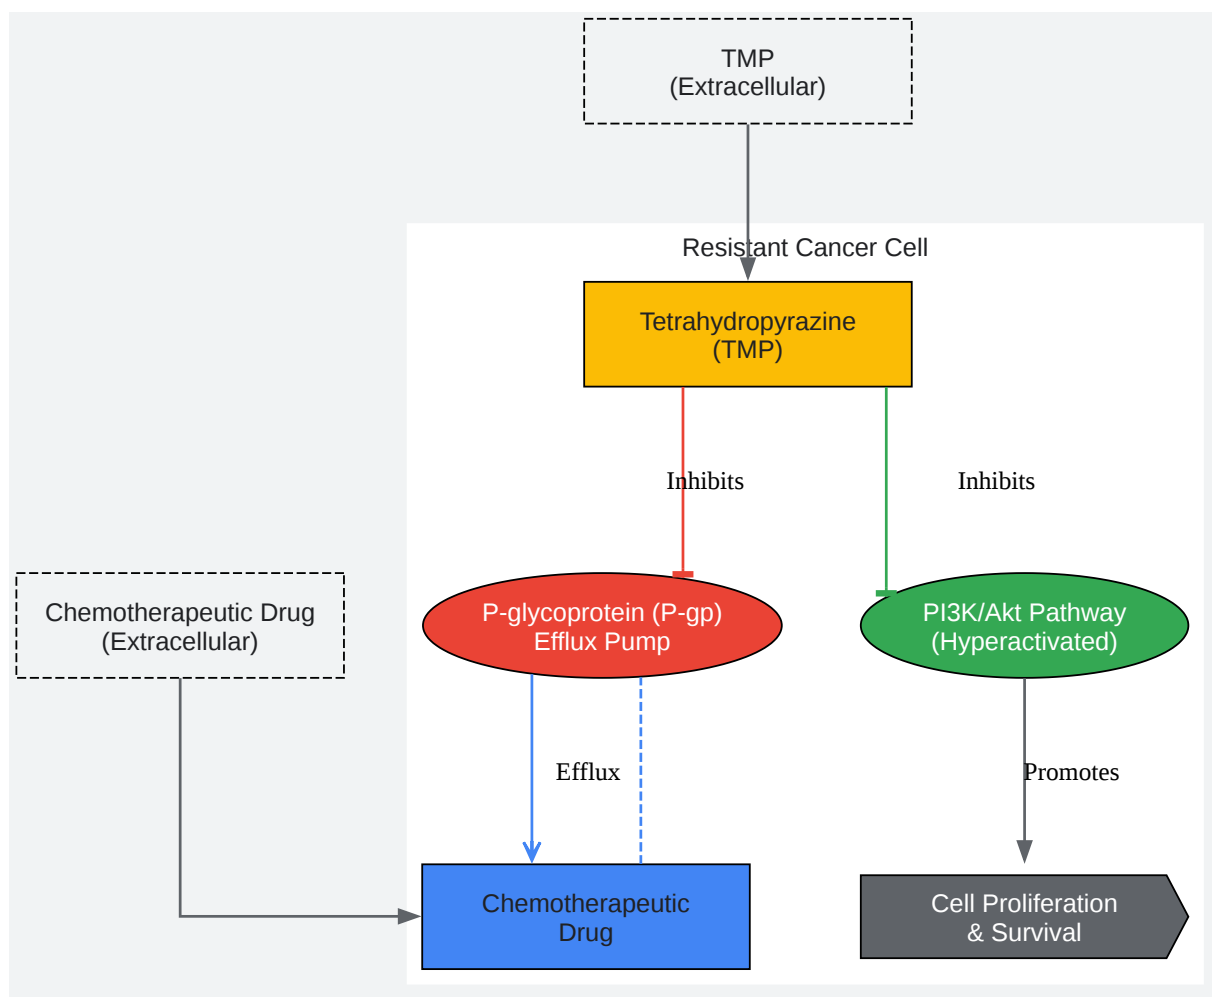 TMP
(Extracellular)
Resistant Cancer Cell
Tetrahydropyrazine
(TMP)
Inhibits
Inhibits
Chemotherapeutic Drug
(Extracellular)
P-glycoprotein (P-gp)
Efflux Pump
PI3K/Akt Pathway
(Hyperactivated)
Efflux
Promotes
Chemotherapeutic
Drug
Cell Proliferation
& Survival